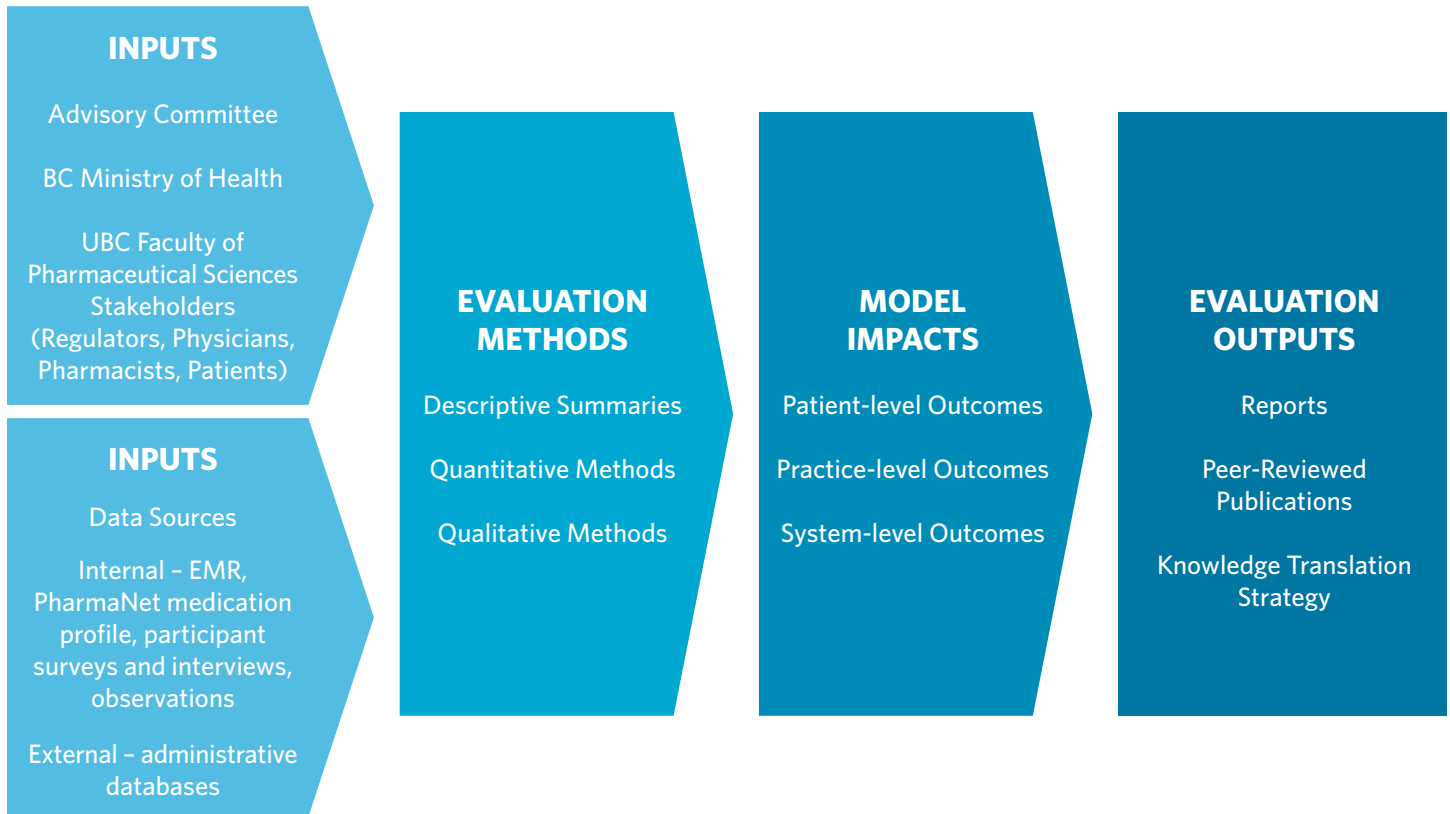 INPUTS
Advisory Committee
BC Ministry of Health
UBC Faculty of
Pharmaceutical Sciences
Stakeholders
(Regulators, Physicians,
Pharmacists, Patients)
INPUTS
Data Sources
Internal – EMR,
PharmaNet medication
profile, participant
surveys and interviews,
observations
External – administrative
databases
EVALUATION
METHODS
Descriptive Summaries
Quantitative Methods
Qualitative Methods
MODEL
IMPACTS
Patient-level Outcomes
Practice-level Outcomes
System-level Outcomes
EVALUATION
OUTPUTS
Reports
Peer-Reviewed
Publications
Knowledge Translation
Strategy